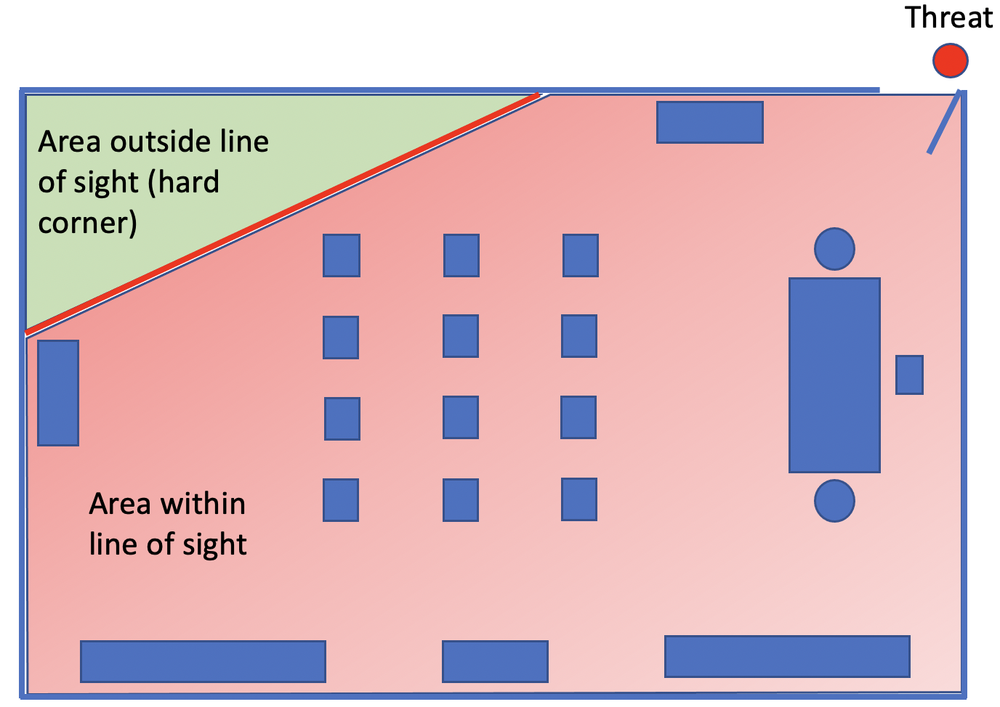 Threat
Area outside line
of sight (hard
corner)
Area within
line of sight